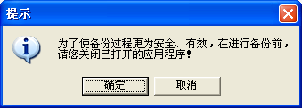 提示
为了使备份过程更为安全、有效，在进行备份前，
请您关闭已打开的应用程序！
确定
取消